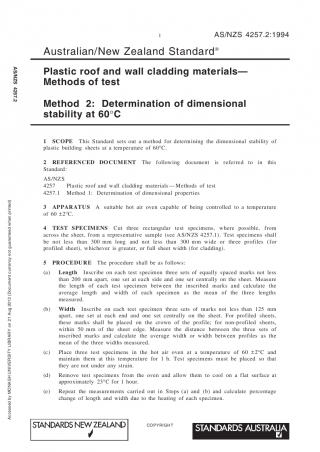 1
AS/NZS 4257.2:1994
Australian/New Zealand Standard®
Plastic roof and wall cladding materials—
Methods of test
Method 2: Determination of dimensional
stability at 60°C
1 SCOPE This Standard sets out a method for determining the dimensional stability of
plastic building sheets at a temperature of 60°C.
2 REFERENCED DOCUMENT The following document is referred to in this
Standard:
AS/NZS
4257 Plastic roof and wall cladding materials—Methods of test
4257.1 Method 1: Determination of dimensional properties
3 APPARATUS A suitable hot air oven capable of being controlled to a temperature
of 60 ±2°C.
4 TEST SPECIMENS Cut three rectangular test specimens, where possible, from
across the sheet, from a representative sample (see AS/NZS 4257.1). Test specimens shall
be not less than 300 mm long and not less than 300 mm wide or three profiles (for
profiled sheet), whichever is greater, or full sheet width (for cladding).
5 PROCEDURE The procedure shall be as follows:
(a) Length Inscribe on each test specimen three sets of equally spaced marks not less
than 200 mm apart, one set at each end and one set centrally on the sheet. Measure
the length of each test specimen between the inscribed marks and calculate the
average length and width of each specimen as the mean of the three lengths
measured.
(b) Width Inscribe on each test specimen three sets of marks not less than 125 mm
apart, one set at each end and one set centrally on the sheet. For profiled sheets,
these marks shall be placed on the crown of the profile; for non-profiled sheets,
within 50 mm of the sheet edge. Measure the distance between the three sets of
inscribed marks and calculate the average width or width between profiles as the
mean of the three widths measured.
(c) Place three test specimens in the hot air oven at a temperature of 60 ±2°C and
maintain them at this temperature for 1 h. Test specimens must be placed so that
they are not under any strain.
(d) Remove test specimens from the oven and allow them to cool on a flat surface at
approximately 23°C for 1 hour.
(e) Repeat the measurements carried out in Steps (a) and (b) and calculate percentage
change of length and width due to the heating of each specimen.
STANDARDS NEW ZEALAND
COPYRIGHT
STANDARDS AUSTRALIA
AS/NZS 4257.2
Accessed by MONASH UNIVERSITY LIBRARY on 21 Aug 2013 (Document currency not guaranteed when printed)